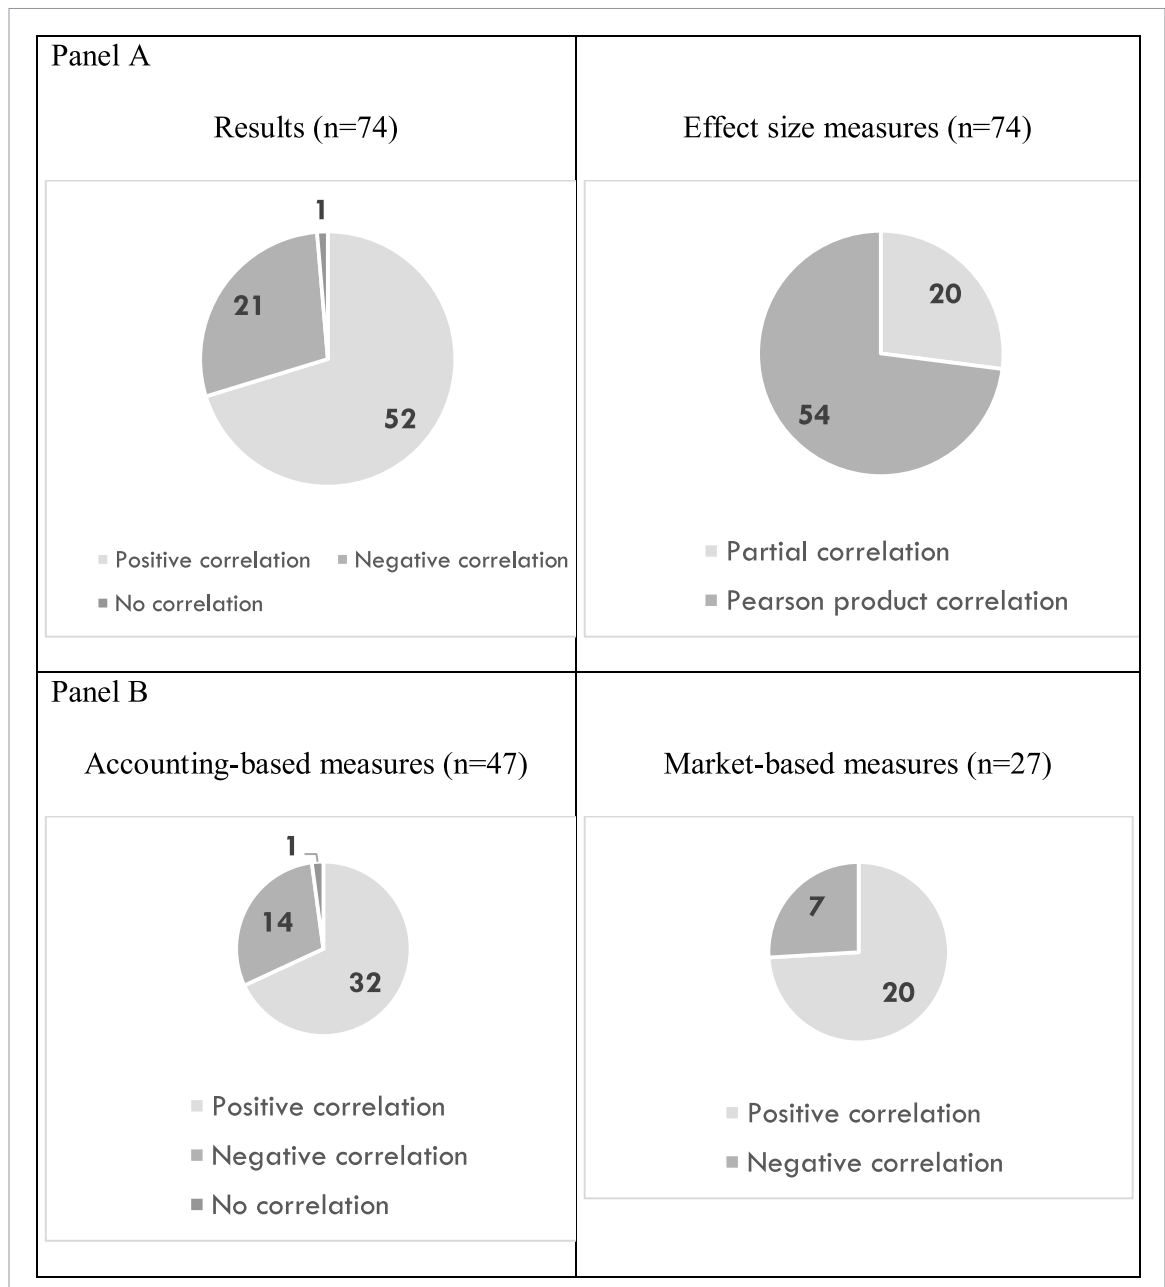 Panel A
Results (n=74)
1
21
52
Positive correlation Negative correlation
No correlation
Effect size measures (n=74)
20
54
Partial correlation
Pearson product correlation
Panel B
Accounting-based measures (n=47)
1
14
32
Positive correlation
Negative correlation
No correlation
Market-based measures (n=27)
7
20
Positive correlation
Negative correlation